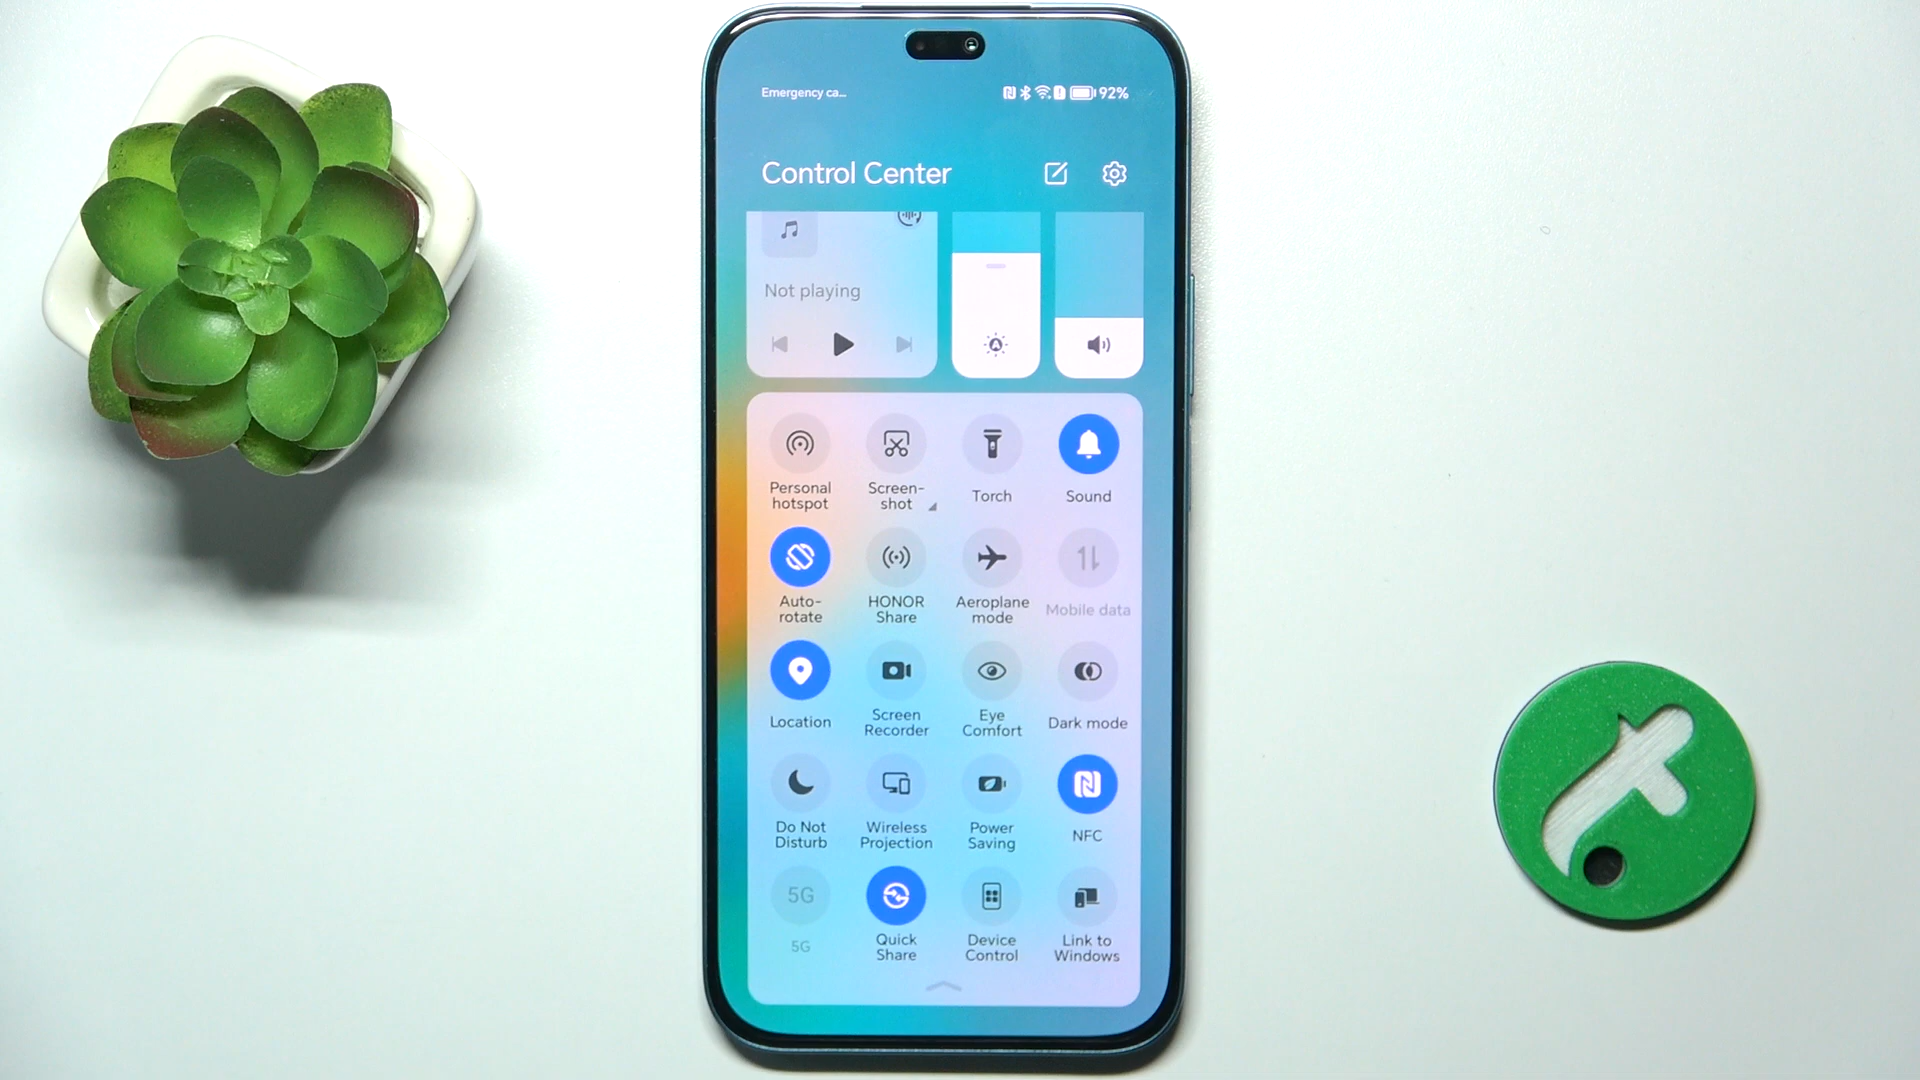 Emergency ca...
92%
Control Center
Not playing
Personal hotspot
Screen-
shot
Torch
Sound
Auto-
rotate
HONOR
Share
Aeroplane
mode
Mobile data
Location
Screen
Recorder
Eye
Comfort
Dark mode
Do Not
Disturb
Wireless
Projection
Power
Saving
NFC
5G
5G
Quick
Share
Device
Control
Link to
Windows